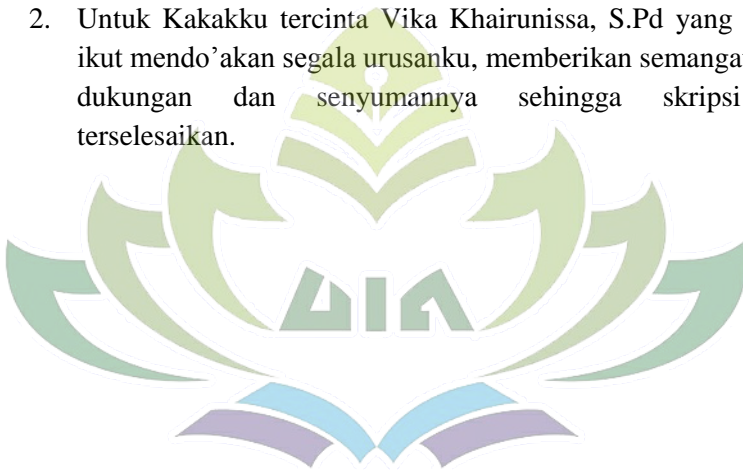 2. Untuk Kakakku tercinta Vika Khairunissa, S.Pd yang
ikut mendo’akan segala urusanku, memberikan semanga
dukungan dan senyumannya sehingga skripsi
terselesaikan.
UIN